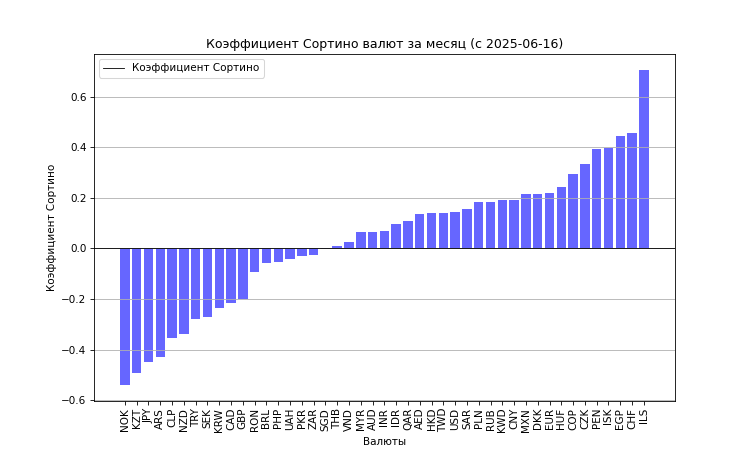 Коэффициент Сортино валют за месяц (с 2025-06-16)
Коэффициент Сортино
Коэффициент Сортино
0.6
0.4
0.2
0.0
−0.2
−0.4
−0.6
NOK
KZT
JPY
ARS
CLP
NZD
TRY
SEK
KRW
CAD
GBP
RON
BRL
PHP
UAH
PKR
ZAR
SGD
THB
VND
MYR
AUD
INR
IDR
QAR
AED
HKD
TWD
USD
SAR
PLN
RUB
KWD
CNY
MXN
DKK
EUR
HUF
COP
CZK
PEN
ISK
EGP
CHF
ILS
Валюты